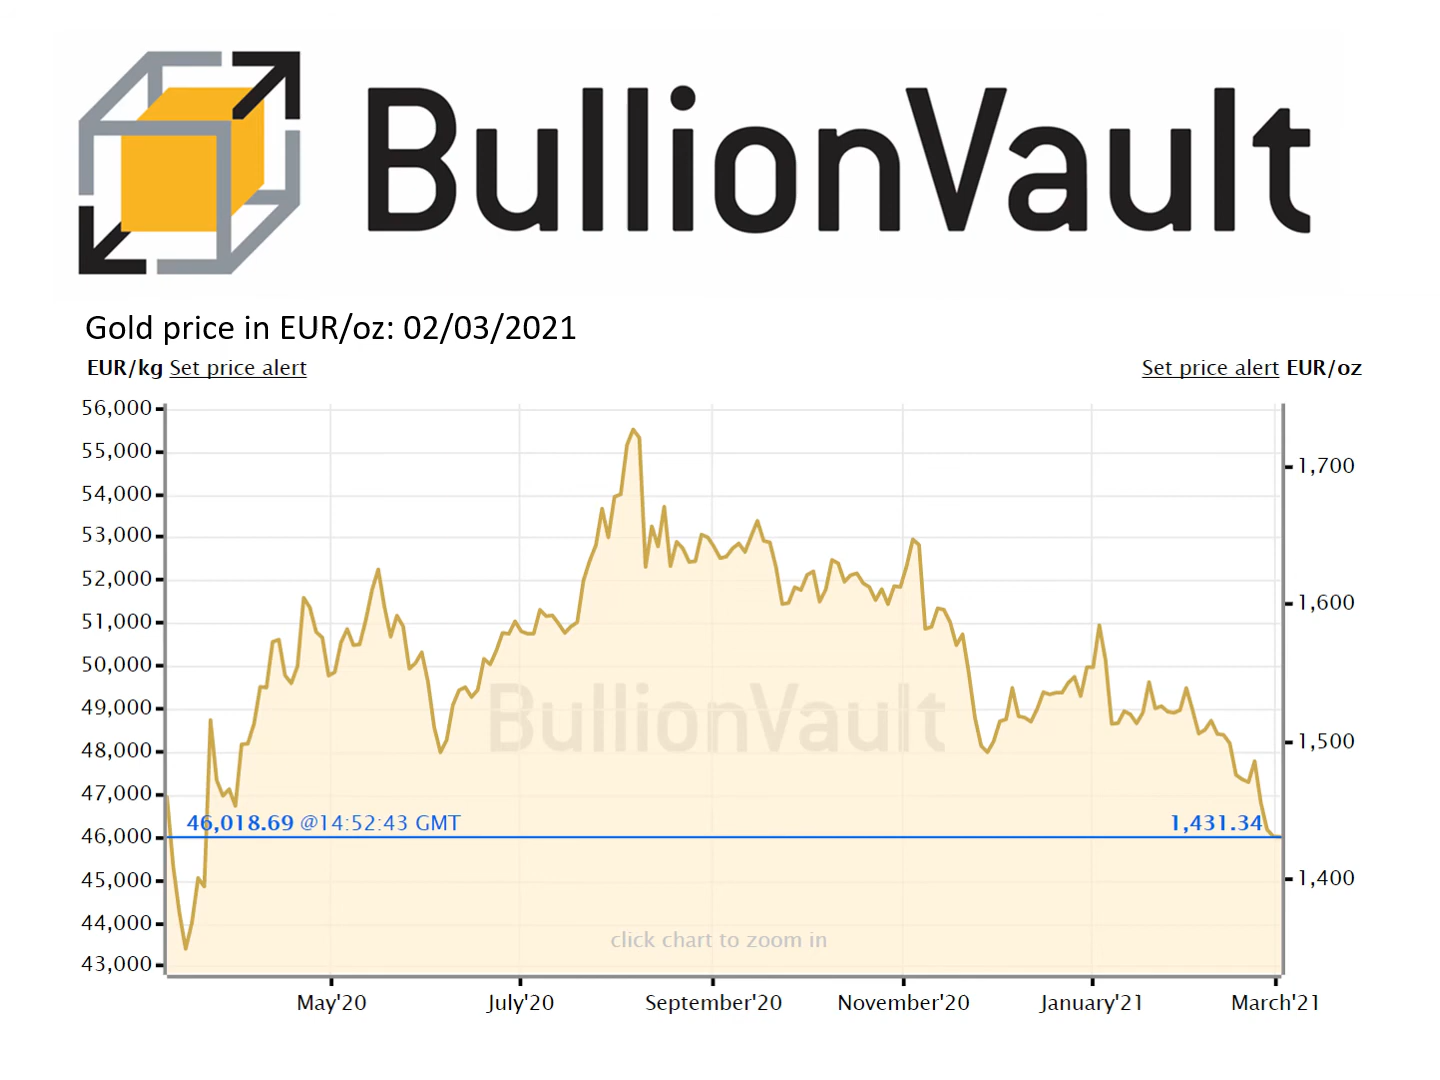 BullionVault
Gold price in EUR/oz: 02/03/2021
EUR/kg Set price alert
Set price alert EUR/oz
56,000
55,000
54,000
53,000
52,000
51,000
50,000
49,000
48,000
47,000
46,000
45,000
44,000
43,000
1,700
1,600
1,500
1,400
BullionVault
46,018.69 @14:52:43 GMT
1,431.34
click chart to zoom in
May'20
July'20
September'20
November'20
January'21
March'21